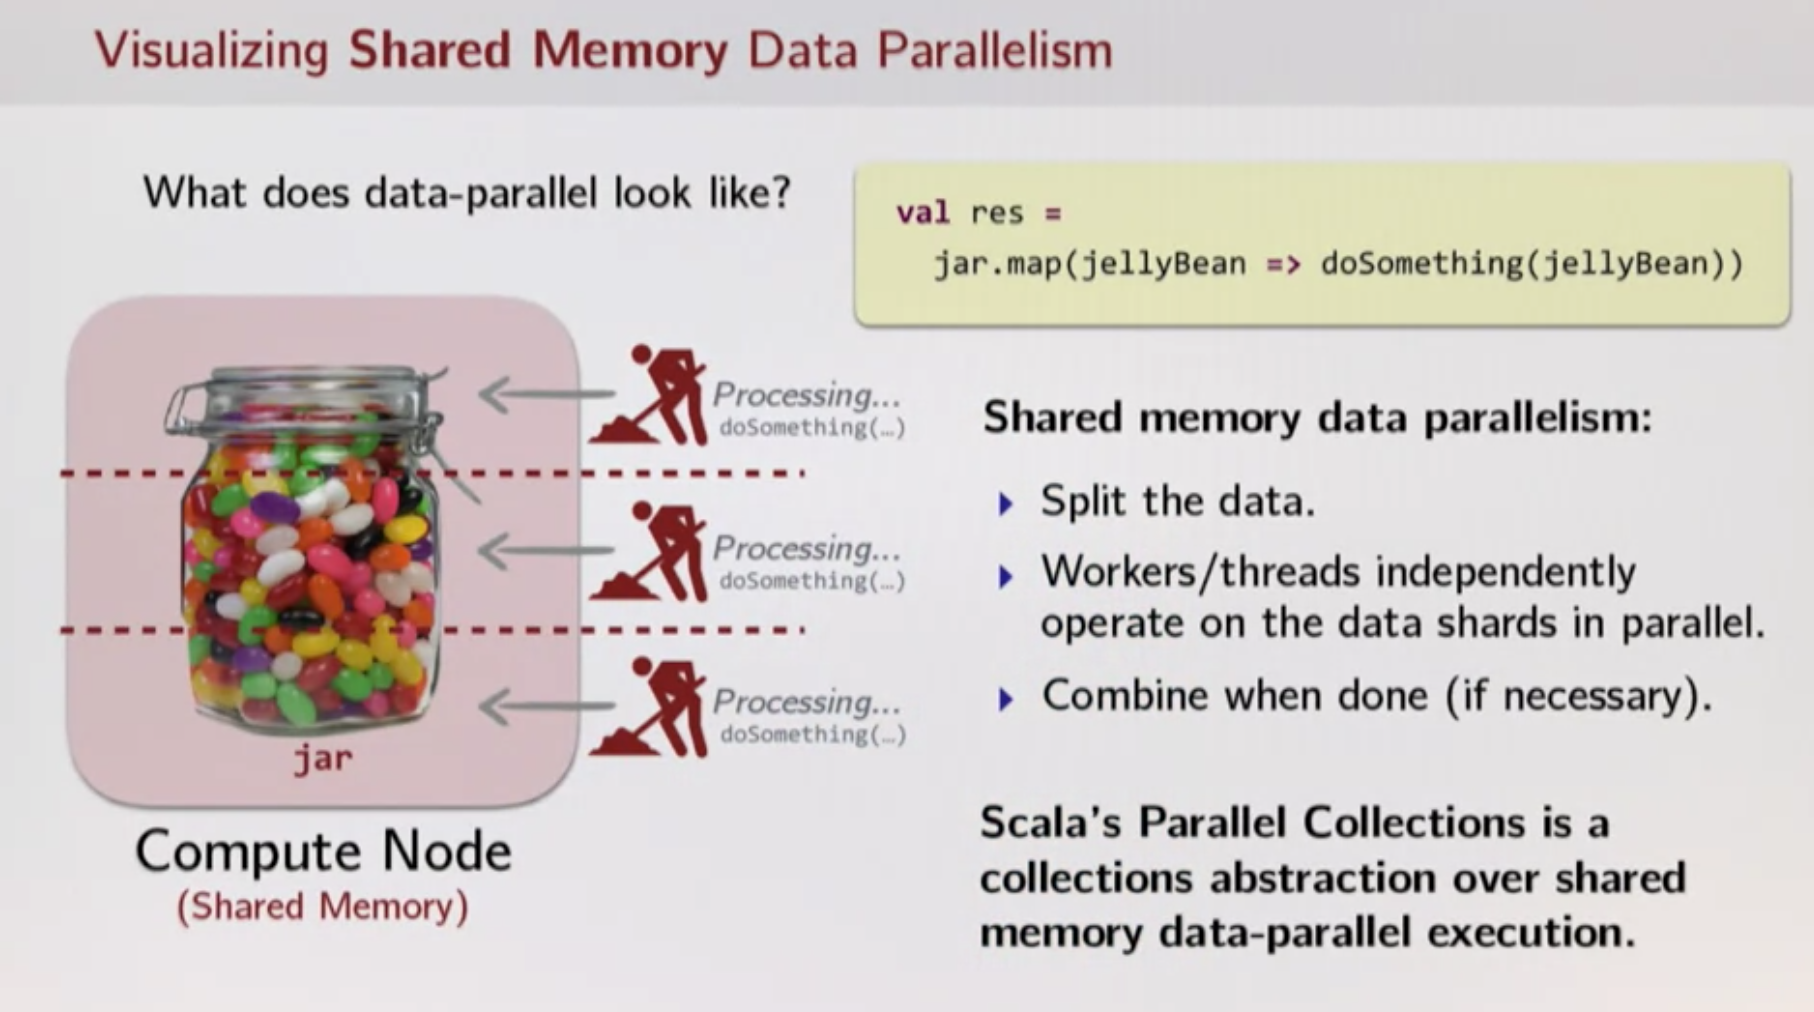 Visualizing Shared Memory Data Parallelism
What does data-parallel look like?
val res =
jar.map(jellyBean => doSomething(jellyBean))
Processing...
doSomething(…)
Processing...
doSomething(…)
Processing...
doSomething(…)
jar
Compute Node
(Shared Memory)
Shared memory data parallelism:
Split the data.
Workers/threads independently
operate on the data shards in parallel.
Combine when done (if necessary).
Scala's Parallel Collections is a
collections abstraction over shared
memory data-parallel execution.